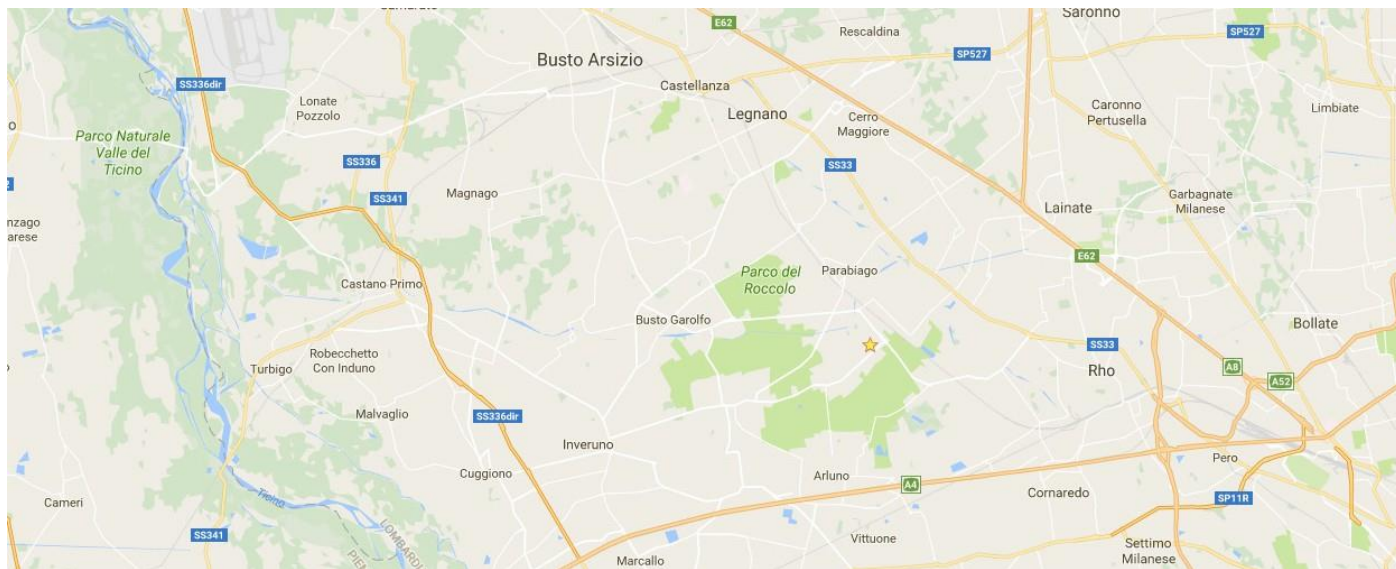 Saronno
E62
Rescaldina
SP527
SP527
Busto Arsizio
SS336dir
Castellanza
Lonate
Pozzolo
Legnano
Cerro
Maggiore
Caronno
Pertusella
Limbiate
Parco Naturale
Valle del
Ticino
SS336
SS33
Magnago
SS341
Garbagnate
Milanese
Lainate
E62
Parco del
Roccolo
Parabiago
Castano Primo
Busto Garolfo
Bollate
SS33
Robecchetto
Con Induno
Turbigo
Rho
A8
A52
Malvaglio
SS336dir
Inveruno
Pero
Cuggiono
Arluno
A4
Cornaredo
SP11R
Cameri
Ticino
SS341
Vittuone
Settimo
Milanese
Marcallo